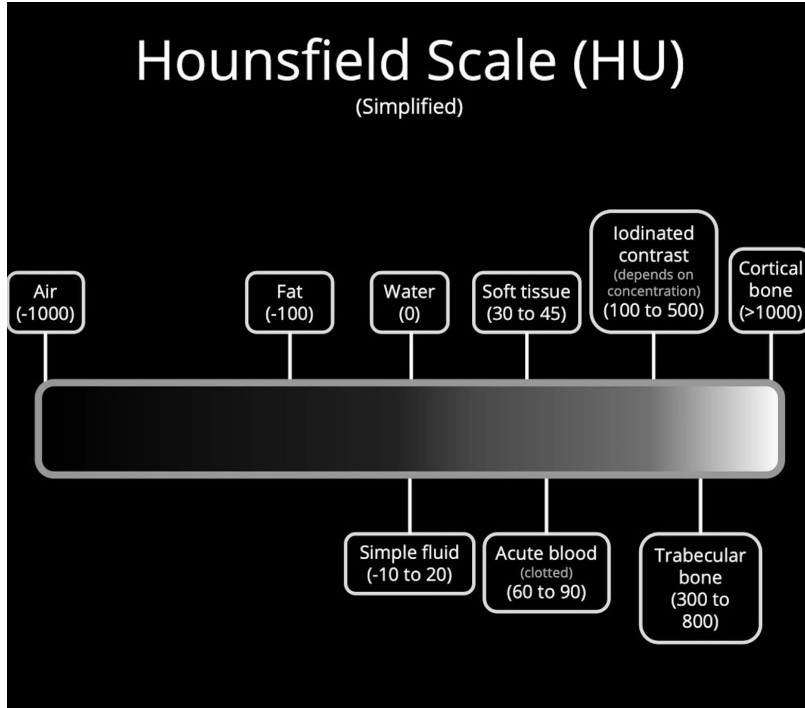 Hounsfield Scale (HU)
(Simplified)
Air
(-1000)
Fat
(-100)
Water
(0)
Soft tissue
(30 to 45)
Iodinated
contrast
(depends on
concentration)
(100 to 500)
Cortical
bone
(>1000)
Simple fluid
(-10 to 20)
Acute blood
(clotted)
(60 to 90)
Trabecular
bone
(300 to
800)